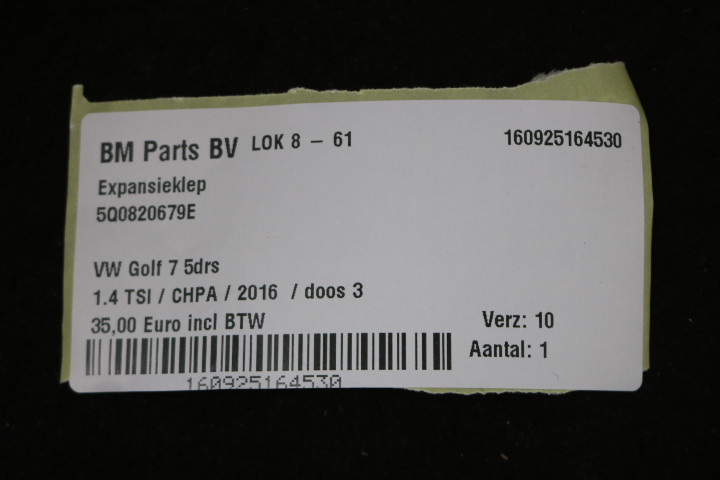 BM Parts BV LOK 8 - 61 160925164530
Expansieklep
5Q0820679E
VW Golf 7 5drs
1.4 TSI / CHPA / 2016 / doos 3
35,00 Euro incl BTW Verz: 10
Aantal: 1
160925164530